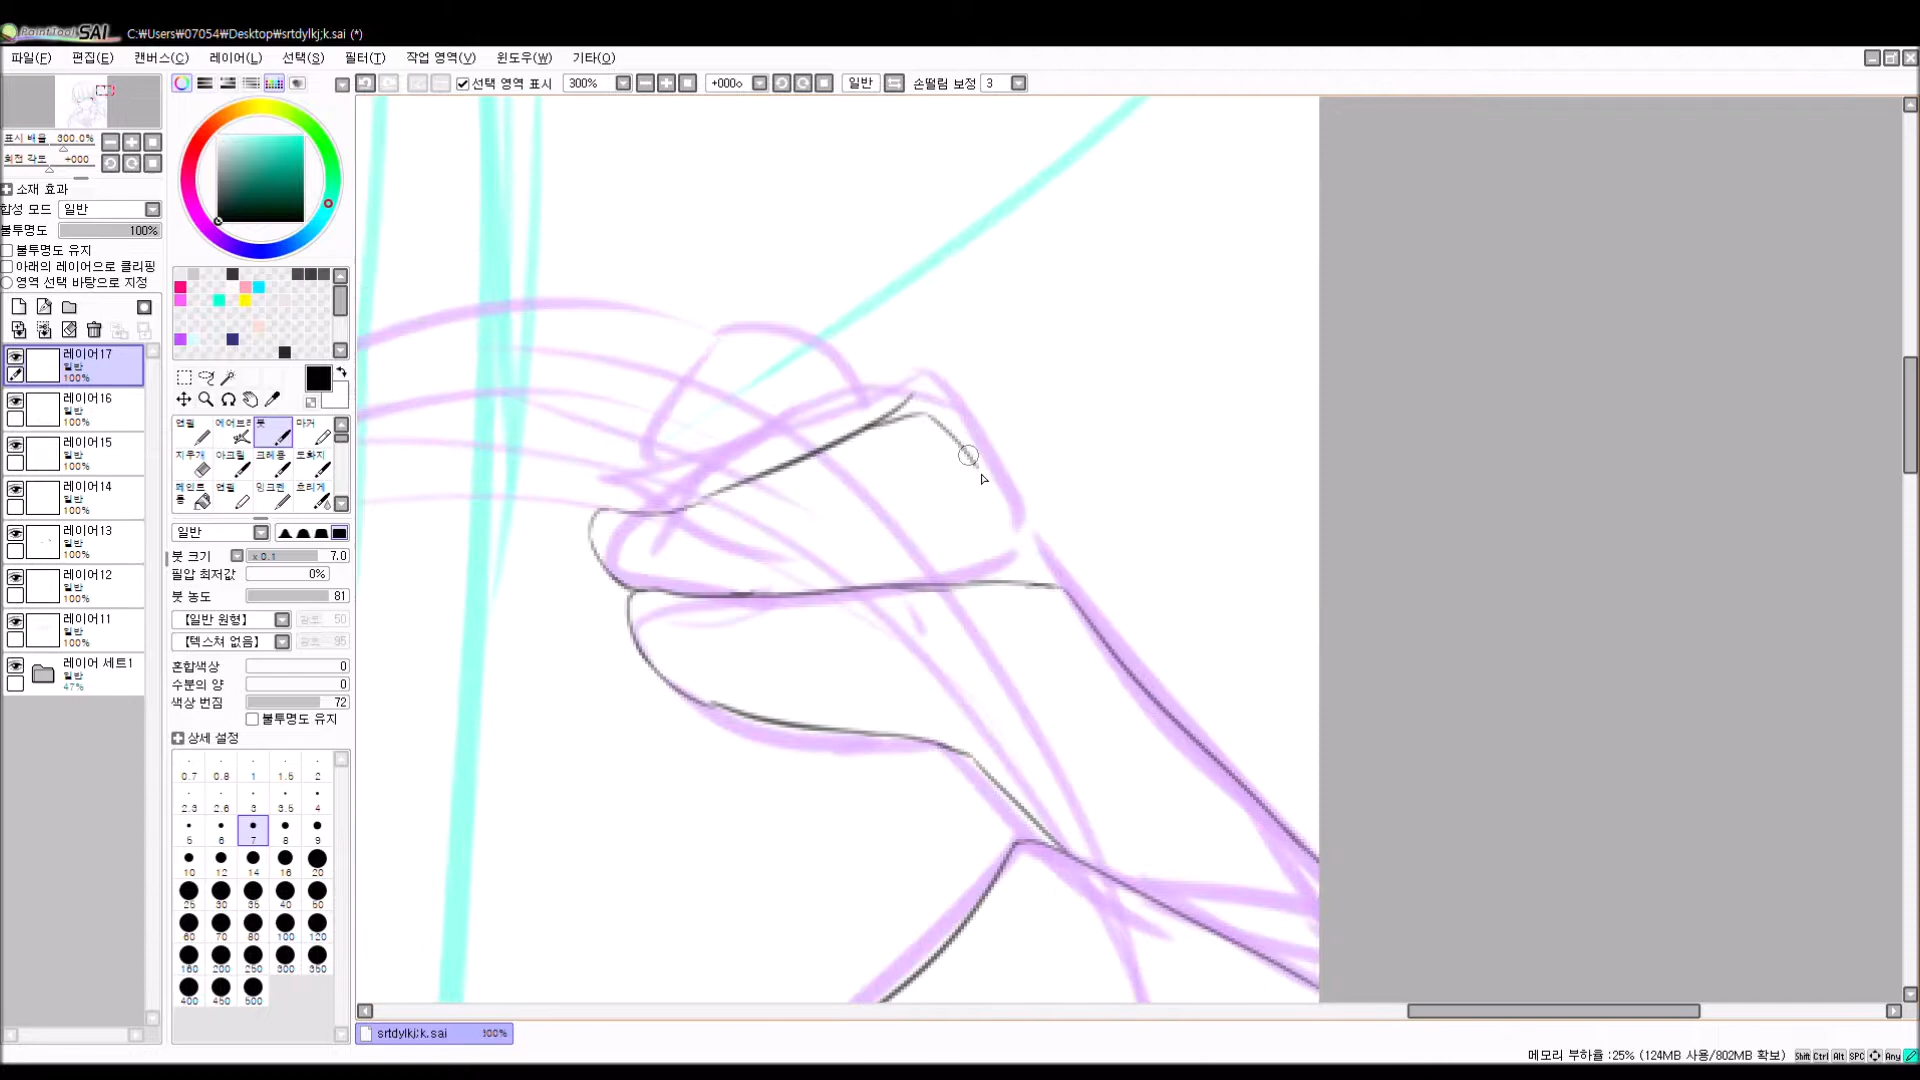 PaintTool SAI C:\Users\07054\Desktop\srtdylkj;k.sai (*)
파일(F) 편집(E) 캔버스(C) 레이어(L) 선택(S) 필터(T) 작업 영역(V) 윈도우(W) 기타(O)
선택 영역 표시 300% +000 일반 손떨림 보정 3
표시 배율 300.0%
회전 각도 +000
소재 효과
합성 모드 일반
불투명도 100%
불투명도 유지
아래의 레이어으로 클리핑
영역 선택 바탕으로 지정
레이어17
일반
100%
레이어16
일반
100%
레이어15
일반
100%
레이어14
일반
100%
레이어13
일반
100%
레이어12
일반
100%
레이어11
일반
100%
레이어 세트1
일반
47%
연필 에어브러 붓 마커
지우개 아크릴 크레용 도화지
페인트통 연필 잉크펜 흐리게
일반
붓 크기 x 0.1 7.0
필압 최저값 0%
붓 농도 81
【일반 원형】 50
【텍스쳐 없음】 95
혼합색상 0
수분의 양 0
색상 번짐 72
불투명도 유지
상세 설정
0.7 0.8 1 1.5 2
2.3 2.6 3 3.5 4
5 6 7 8 9
10 12 14 16 20
25 30 35 40 50
60 70 80 100 120
160 200 250 300 350
400 450 500
srtdylkj;k.sai 300%
메모리 부하율 :25% (124MB 사용/802MB 확보) Shift Ctrl Alt SPC Any